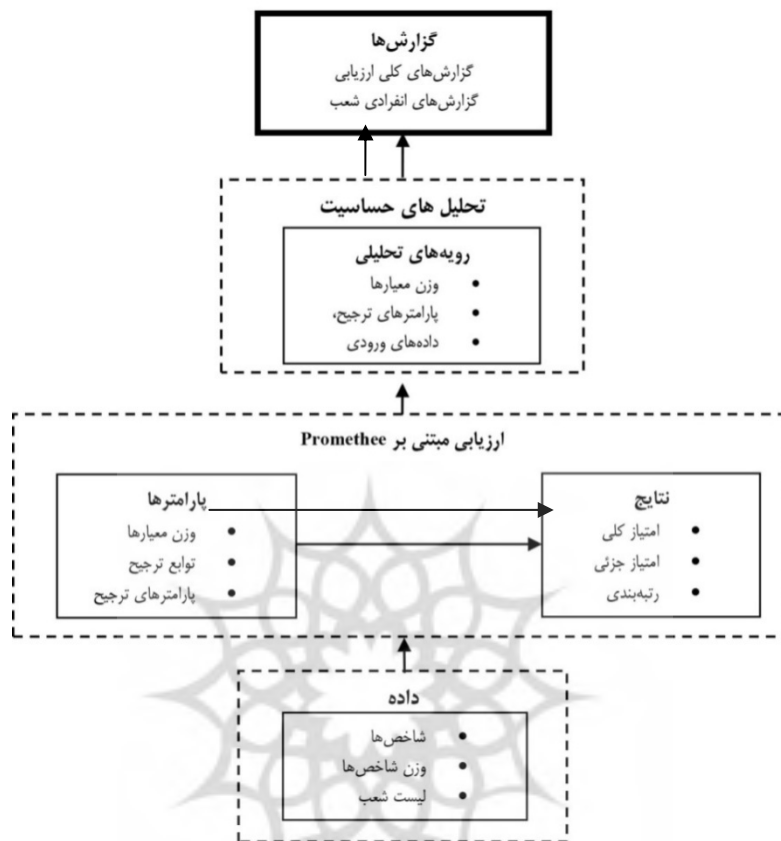 گزارش‌ها
گزارش‌های کلی ارزیابی
گزارش‌های انفرادی شعب
تحلیل های حساسیت
رویه‌های تحلیلی
• وزن معیارها
• پارامترهای ترجیح،
• داده‌های ورودی
ارزیابی مبتنی بر Promethee
نتایج
• امتیاز کلی
• امتیاز جزئی
• رتبه‌بندی
پارامترها
• وزن معیارها
• توابع ترجیح
• پارامترهای ترجیح
داده
• شاخص‌ها
• وزن شاخص‌ها
• لیست شعب